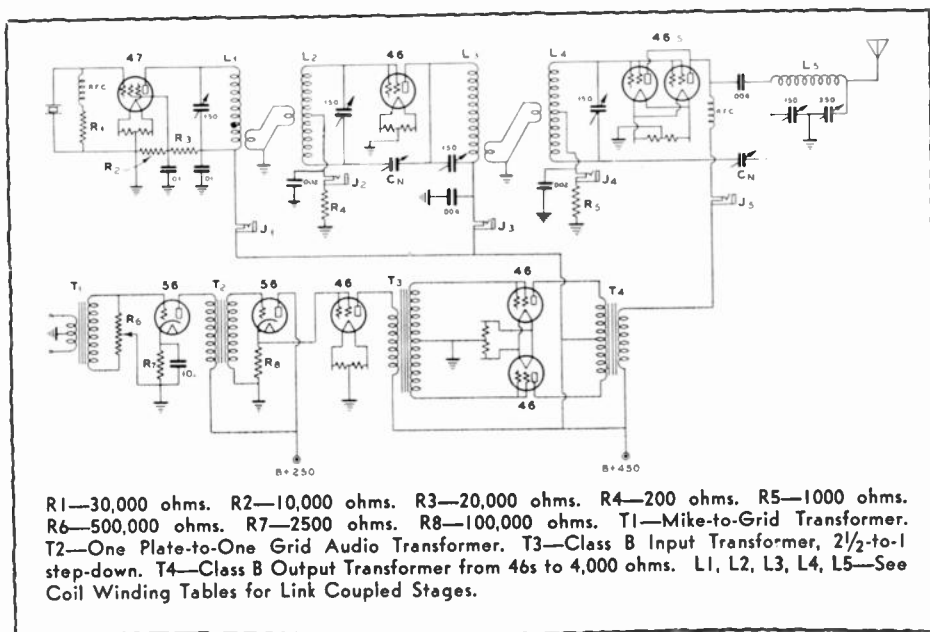 47 L1 L2 46 L3 L4 46 S
RFC .150 .150 .004 L5
R1 R3 .150 150 350
R2 RFC
.01 .01 .002 J2 CN .002 J4 CN
R4 .004 R5
J1 J3 J5
T1 56 T2 56 46 T3 46 T4
R6
R7 10. R8
46
B+250 B+450
R1—30,000 ohms. R2—10,000 ohms. R3—20,000 ohms. R4—200 ohms. R5—1000 ohms.
R6—500,000 ohms. R7—2500 ohms. R8—100,000 ohms. T1—Mike-to-Grid Transformer.
T2—One Plate-to-One Grid Audio Transformer. T3—Class B Input Transformer, 2½-to-1
step-down. T4—Class B Output Transformer from 46s to 4,000 ohms. L1, L2, L3, L4, L5—See
Coil Winding Tables for Link Coupled Stages.